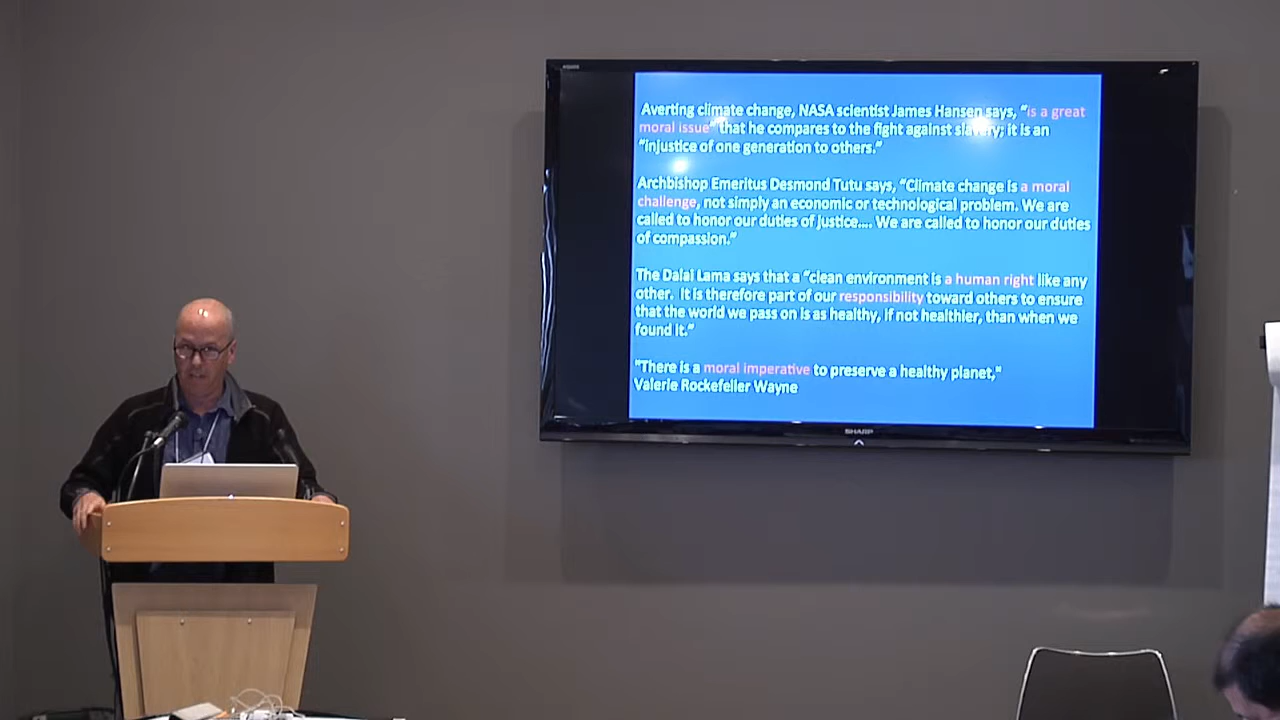 Averting climate change, NASA scientist James Hansen says, "is a great
moral issue" that he compares to the fight against slavery; it is an
"injustice of one generation to others."
Archbishop Emeritus Desmond Tutu says, "Climate change is a moral
challenge, not simply an economic or technological problem. We are
called to honor our duties of justice.... We are called to honor our duties
of compassion."
The Dalai Lama says that a "clean environment is a human right like any
other. It is therefore part of our responsibility toward others to ensure
that the world we pass on is as healthy, if not healthier, than when we
found it."
"There is a moral imperative to preserve a healthy planet,"
Valerie Rockefeller Wayne
SHARP